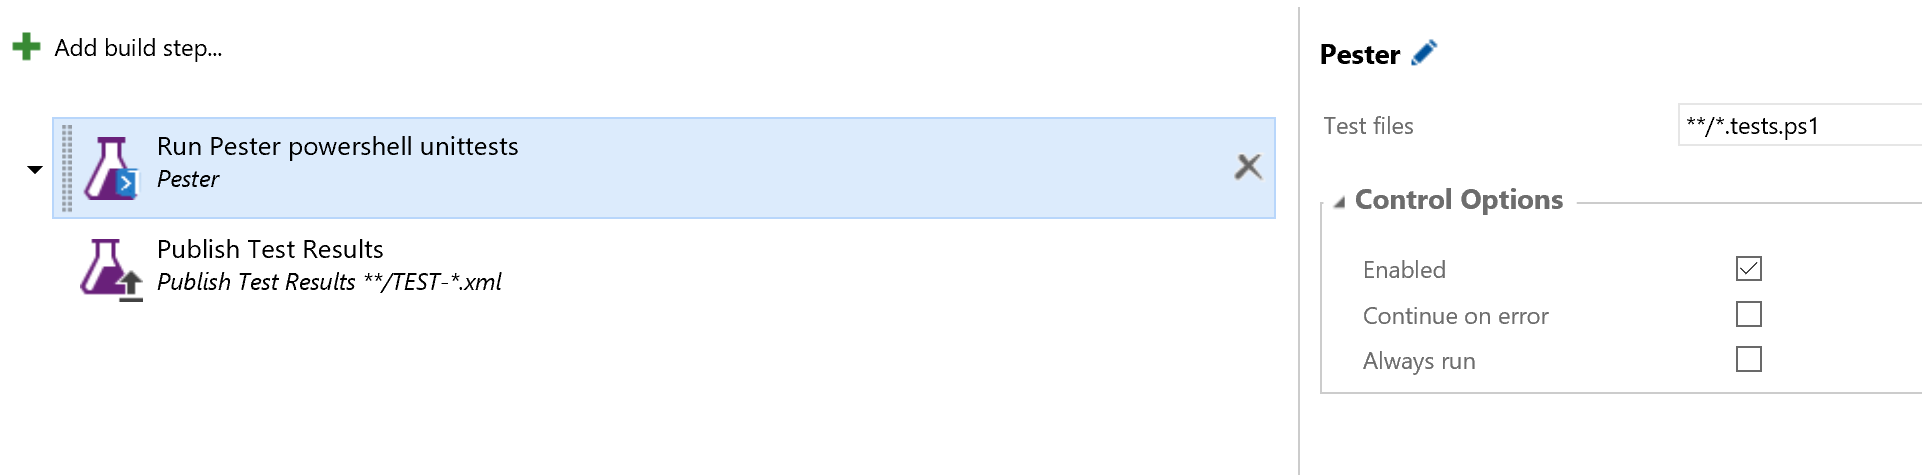 Add build step...
Run Pester powershell unittests
Pester
Publish Test Results
Publish Test Results **/TEST-*.xml
Pester
Test files
**/*.tests.ps1
Control Options
Enabled
Continue on error
Always run